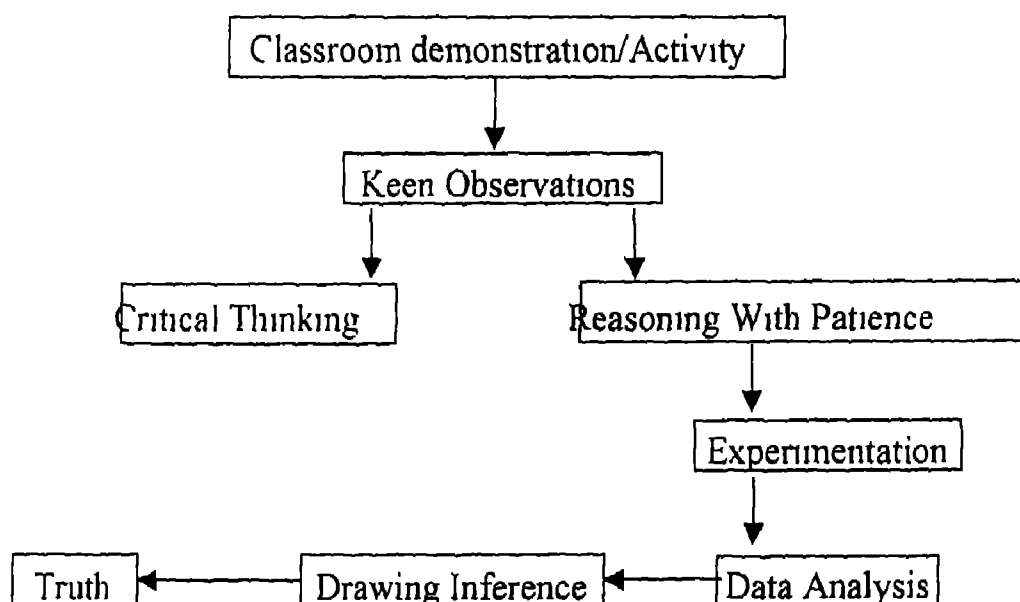 Classroom demonstration/Activity
Keen Observations
Critical Thinking
Reasoning With Patience
Experimentation
Data Analysis
Drawing Inference
Truth